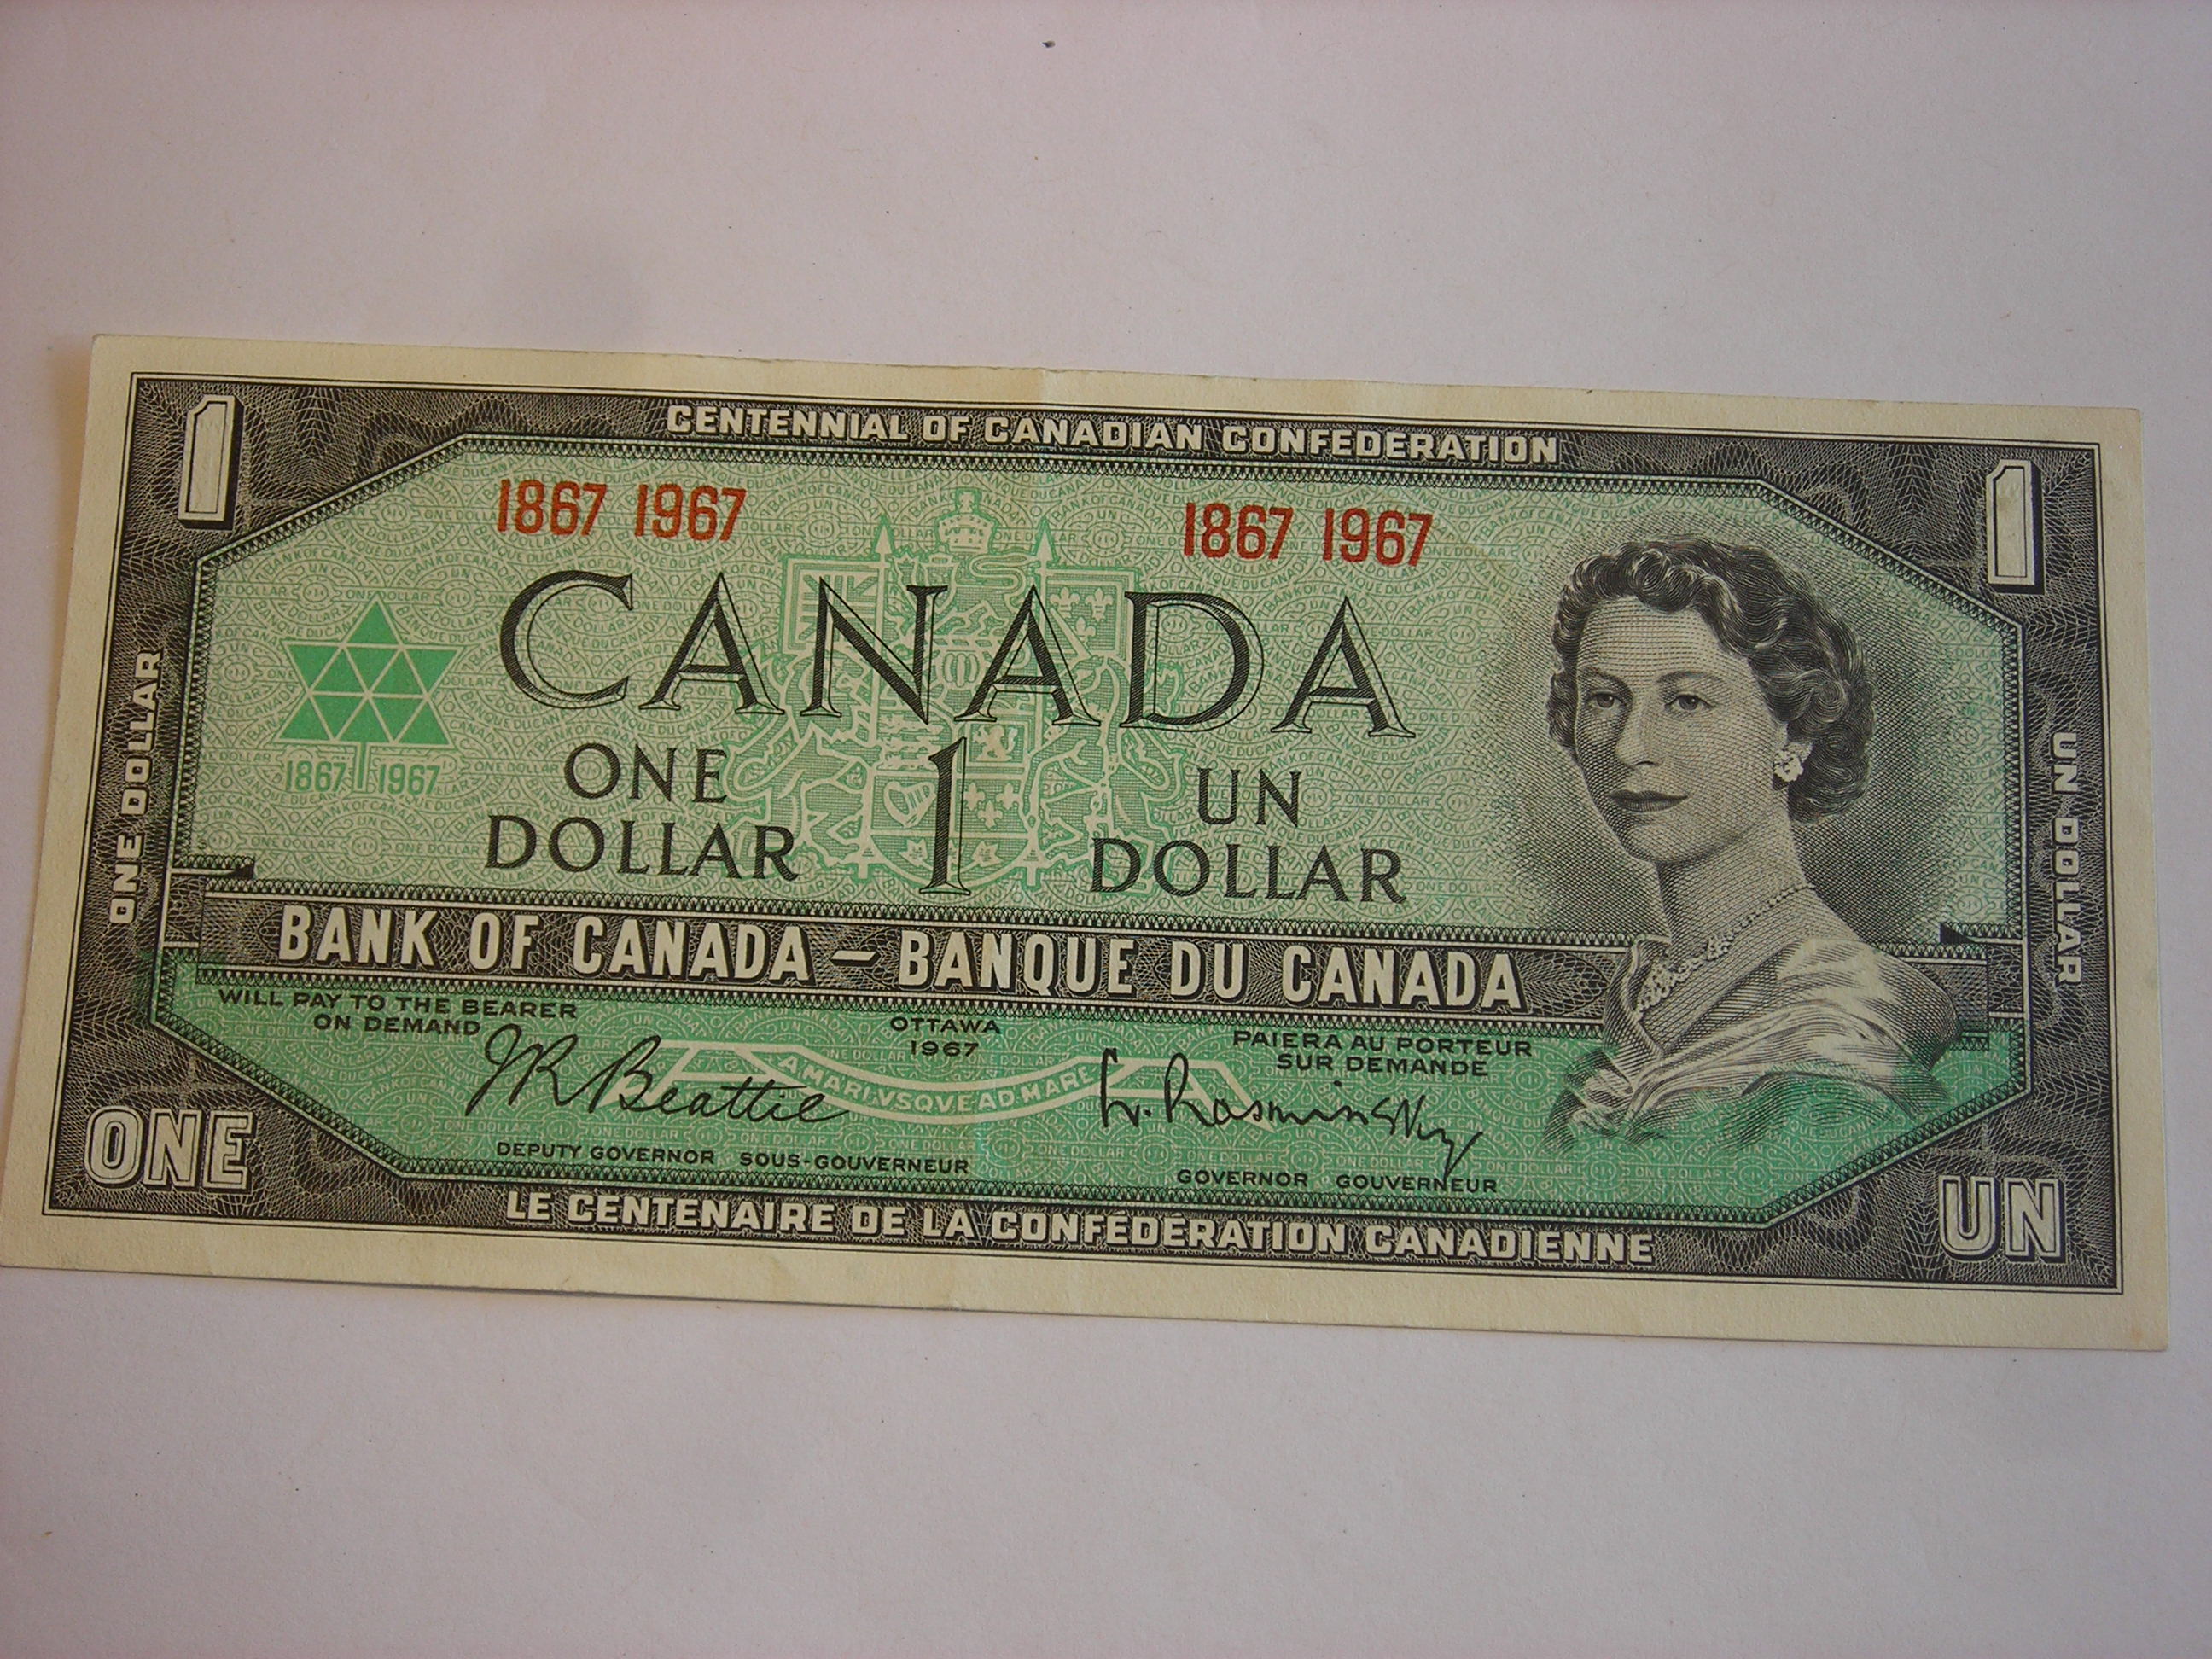 CENTENNIAL OF CANADIAN CONFEDERATION
1
1
1867 1967
1867 1967
CANADA
1867 1967
ONE DOLLAR
1
UN DOLLAR
ONE DOLLAR
UN DOLLAR
BANK OF CANADA – BANQUE DU CANADA
WILL PAY TO THE BEARER
ON DEMAND
OTTAWA
1967
PAIERA AU PORTEUR
SUR DEMANDE
A MARI VSQVE AD MARE
J R Beattie
L. Rasminsky
DEPUTY GOVERNOR SOUS-GOUVERNEUR
GOVERNOR GOUVERNEUR
ONE
UN
LE CENTENAIRE DE LA CONFÉDÉRATION CANADIENNE